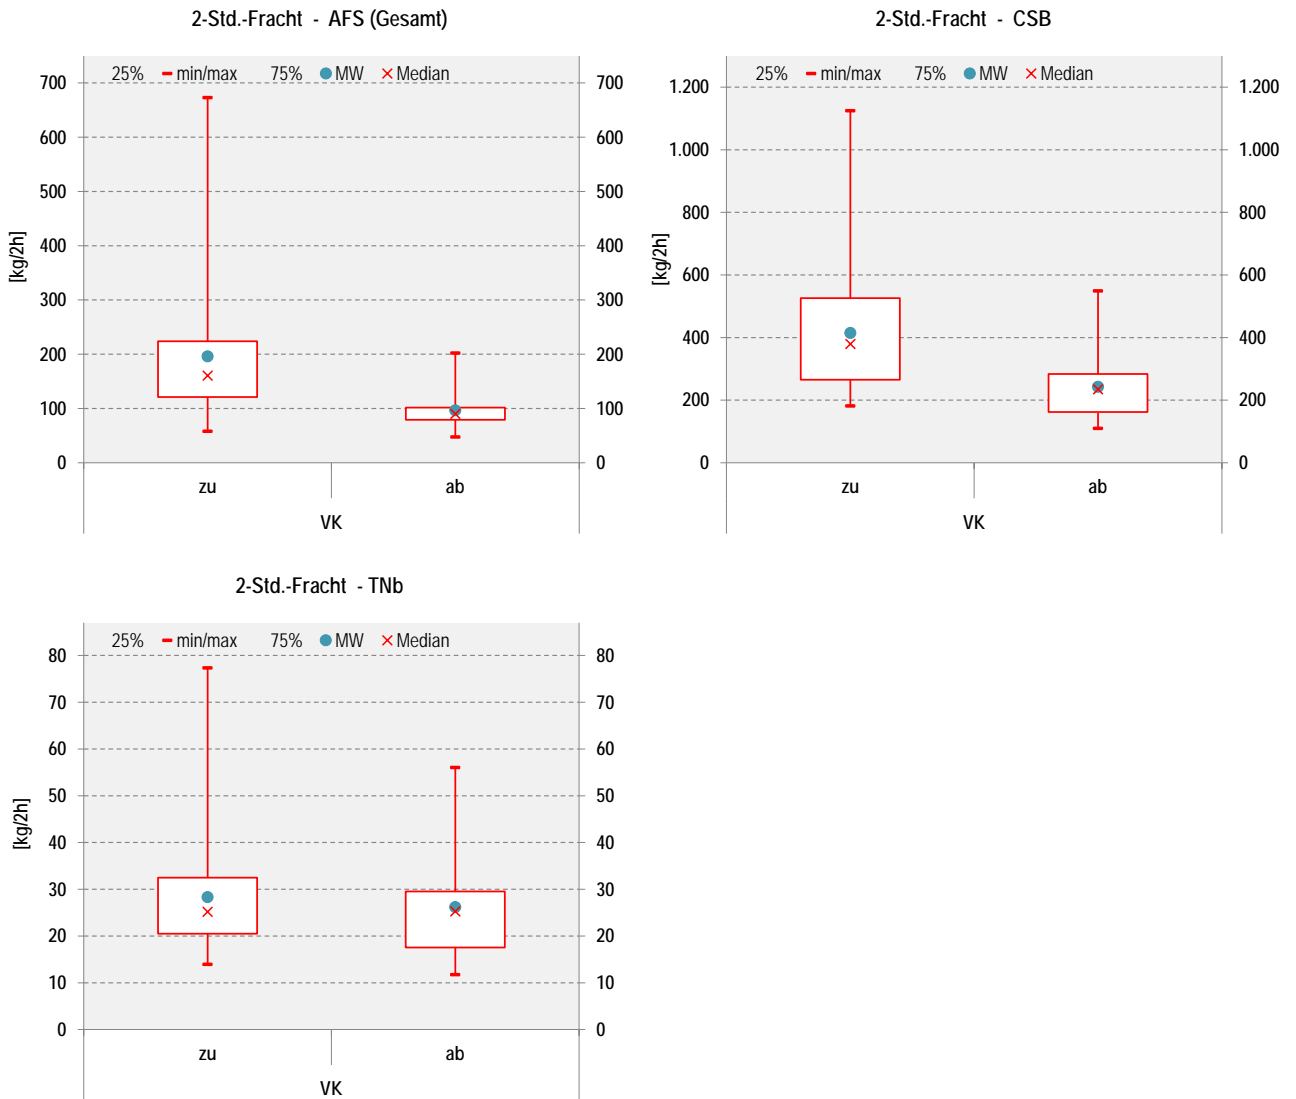 2-Std.-Fracht - AFS (Gesamt)
25% min/max 75% MW Median
700 700
600 600
500 500
400 400
300 300
200 200
100 100
0 0
[kg/2h]
zu ab
VK
2-Std.-Fracht - CSB
25% min/max 75% MW Median
1.200 1.200
1.000 1.000
800 800
600 600
400 400
200 200
0 0
[kg/2h]
zu ab
VK
2-Std.-Fracht - TNb
25% min/max 75% MW Median
80 80
70 70
60 60
50 50
40 40
30 30
20 20
10 10
0 0
[kg/2h]
zu ab
VK